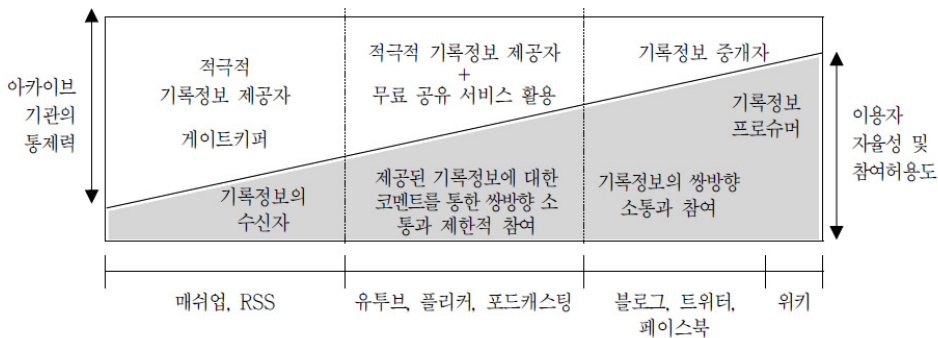 아카이브
기관의
통제력
적극적
기록정보 제공자
게이트키퍼
기록정보의
수신자
적극적 기록정보 제공자
+
무료 공유 서비스 활용
제공된 기록정보에 대한
코멘트를 통한 쌍방향 소
통과 제한적 참여
기록정보 중개자
기록정보
프로슈머
기록정보의 쌍방향
소통과 참여
이용자
자율성 및
참여허용도
매쉬업, RSS
유투브, 플리커, 포드캐스팅
블로그, 트위터,
페이스북
위키